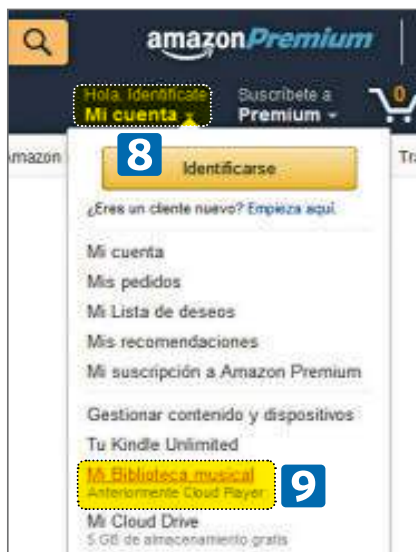 amazonPremium
Hola. Identifícate
Mi cuenta
Suscríbete a
Premium
0
mazon
8
Identificarse
Tr
¿Eres un cliente nuevo? Empieza aquí.
Mi cuenta
Mis pedidos
Mi Lista de deseos
Mis recomendaciones
Mi suscripción a Amazon Premium
Gestionar contenido y dispositivos
Tu Kindle Unlimited
Mi Biblioteca musical
Anteriormente Cloud Player
9
Mi Cloud Drive
5 GB de almacenamiento gratis